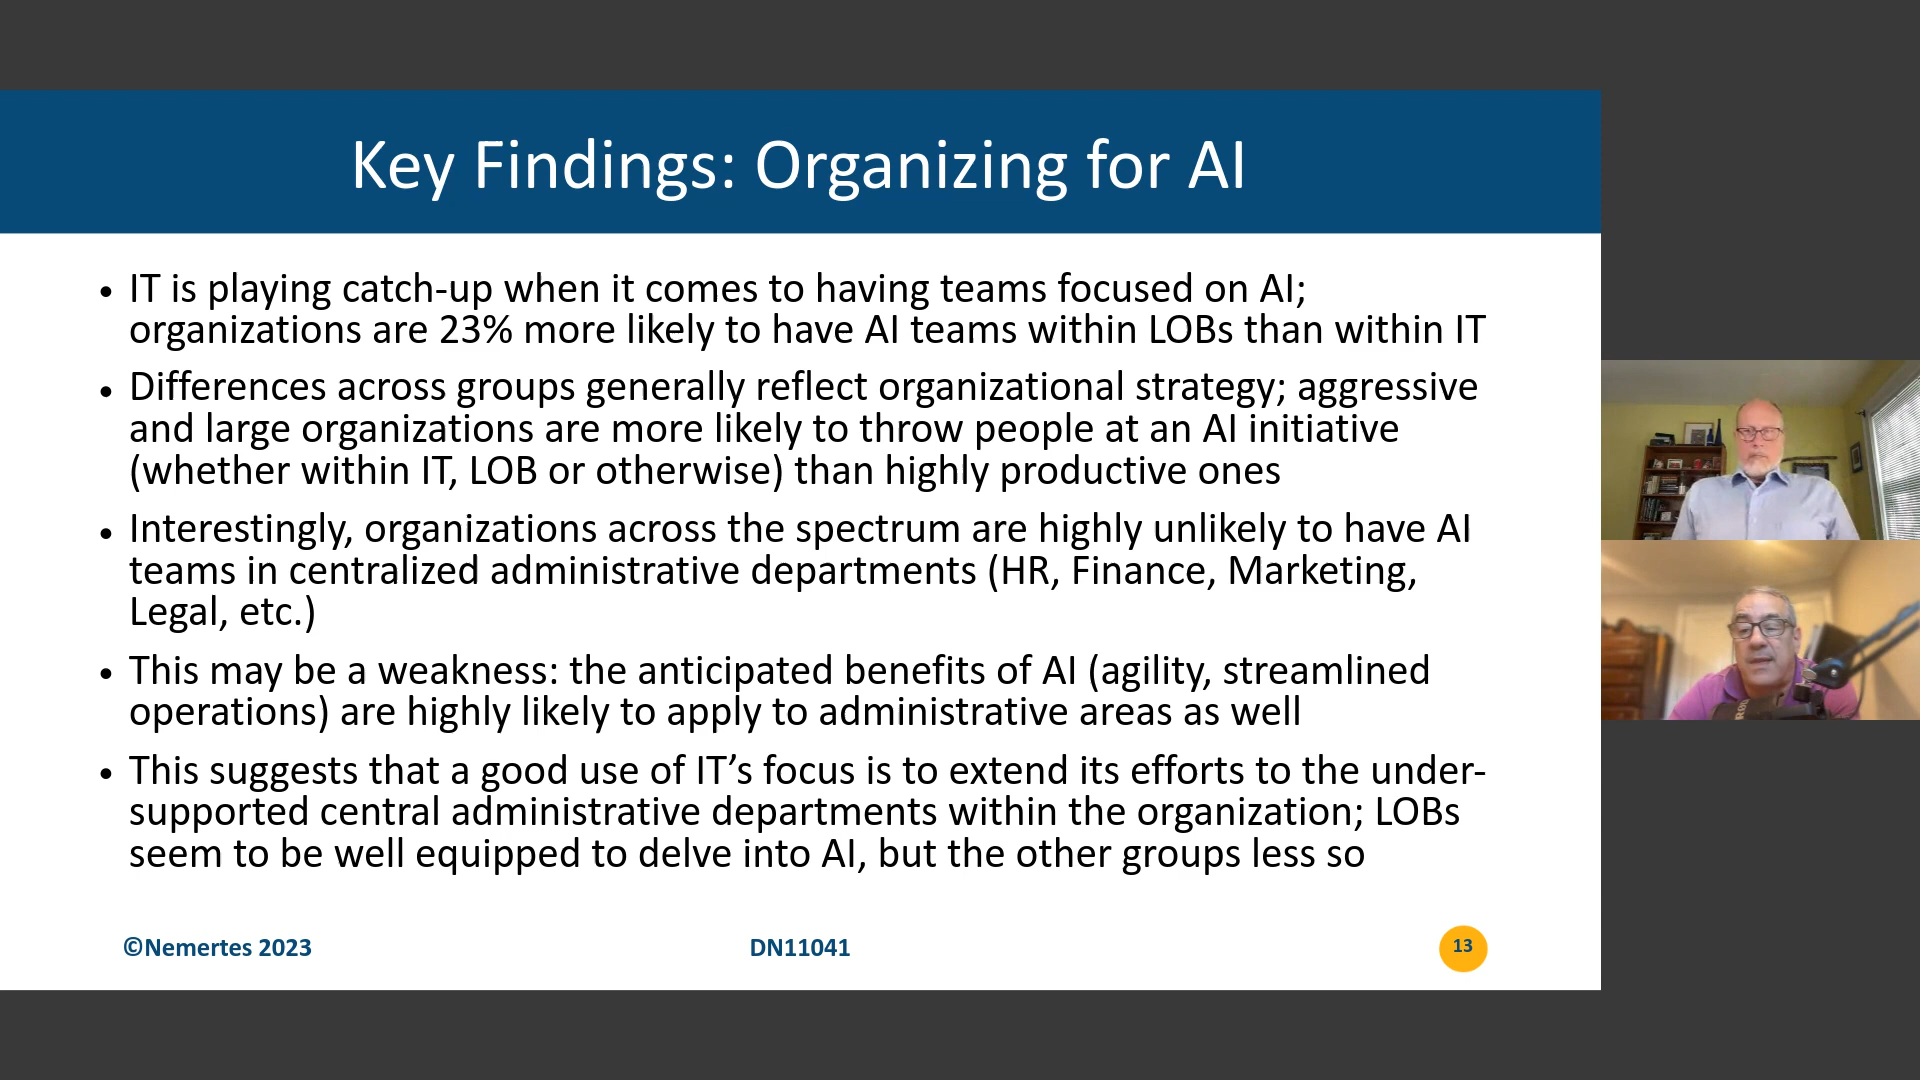 Key Findings: Organizing for AI
• IT is playing catch-up when it comes to having teams focused on AI;
organizations are 23% more likely to have AI teams within LOBs than within IT
• Differences across groups generally reflect organizational strategy; aggressive
and large organizations are more likely to throw people at an AI initiative
(whether within IT, LOB or otherwise) than highly productive ones
• Interestingly, organizations across the spectrum are highly unlikely to have AI
teams in centralized administrative departments (HR, Finance, Marketing,
Legal, etc.)
• This may be a weakness: the anticipated benefits of AI (agility, streamlined
operations) are highly likely to apply to administrative areas as well
• This suggests that a good use of IT’s focus is to extend its efforts to the under-
supported central administrative departments within the organization; LOBs
seem to be well equipped to delve into AI, but the other groups less so
©Nemertes 2023
DN11041
13